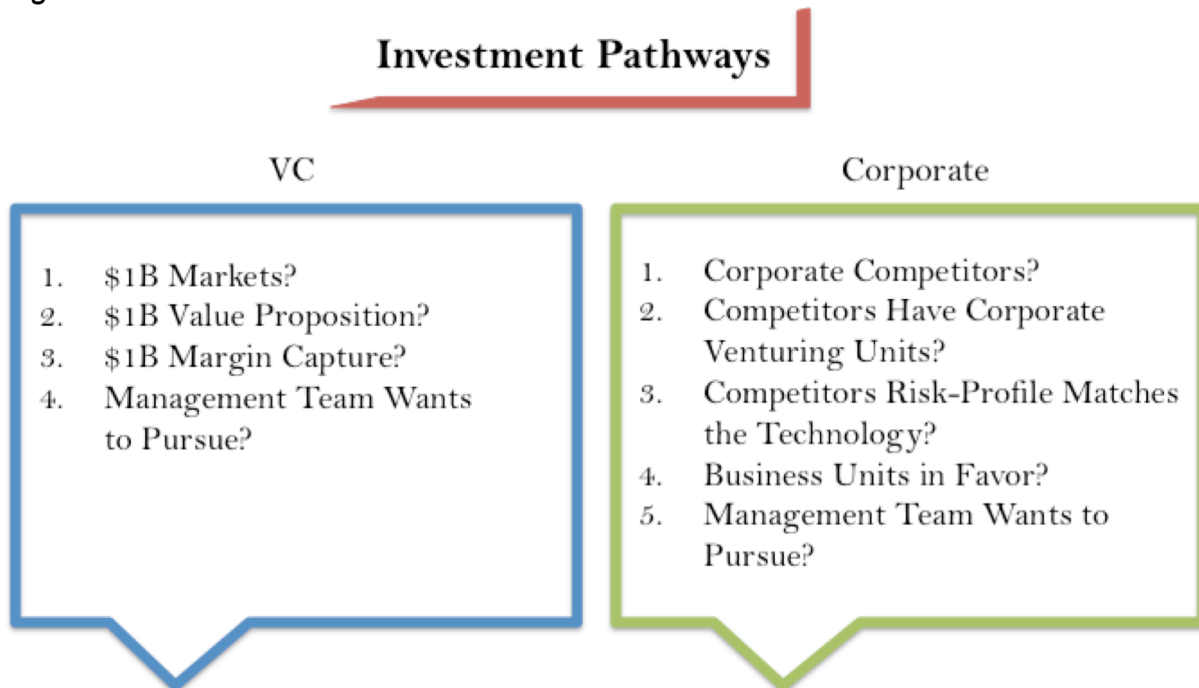 Investment Pathways
VC
1. $1B Markets?
2. $1B Value Proposition?
3. $1B Margin Capture?
4. Management Team Wants
to Pursue?
Corporate
1. Corporate Competitors?
2. Competitors Have Corporate
Venturing Units?
3. Competitors Risk-Profile Matches
the Technology?
4. Business Units in Favor?
5. Management Team Wants to
Pursue?